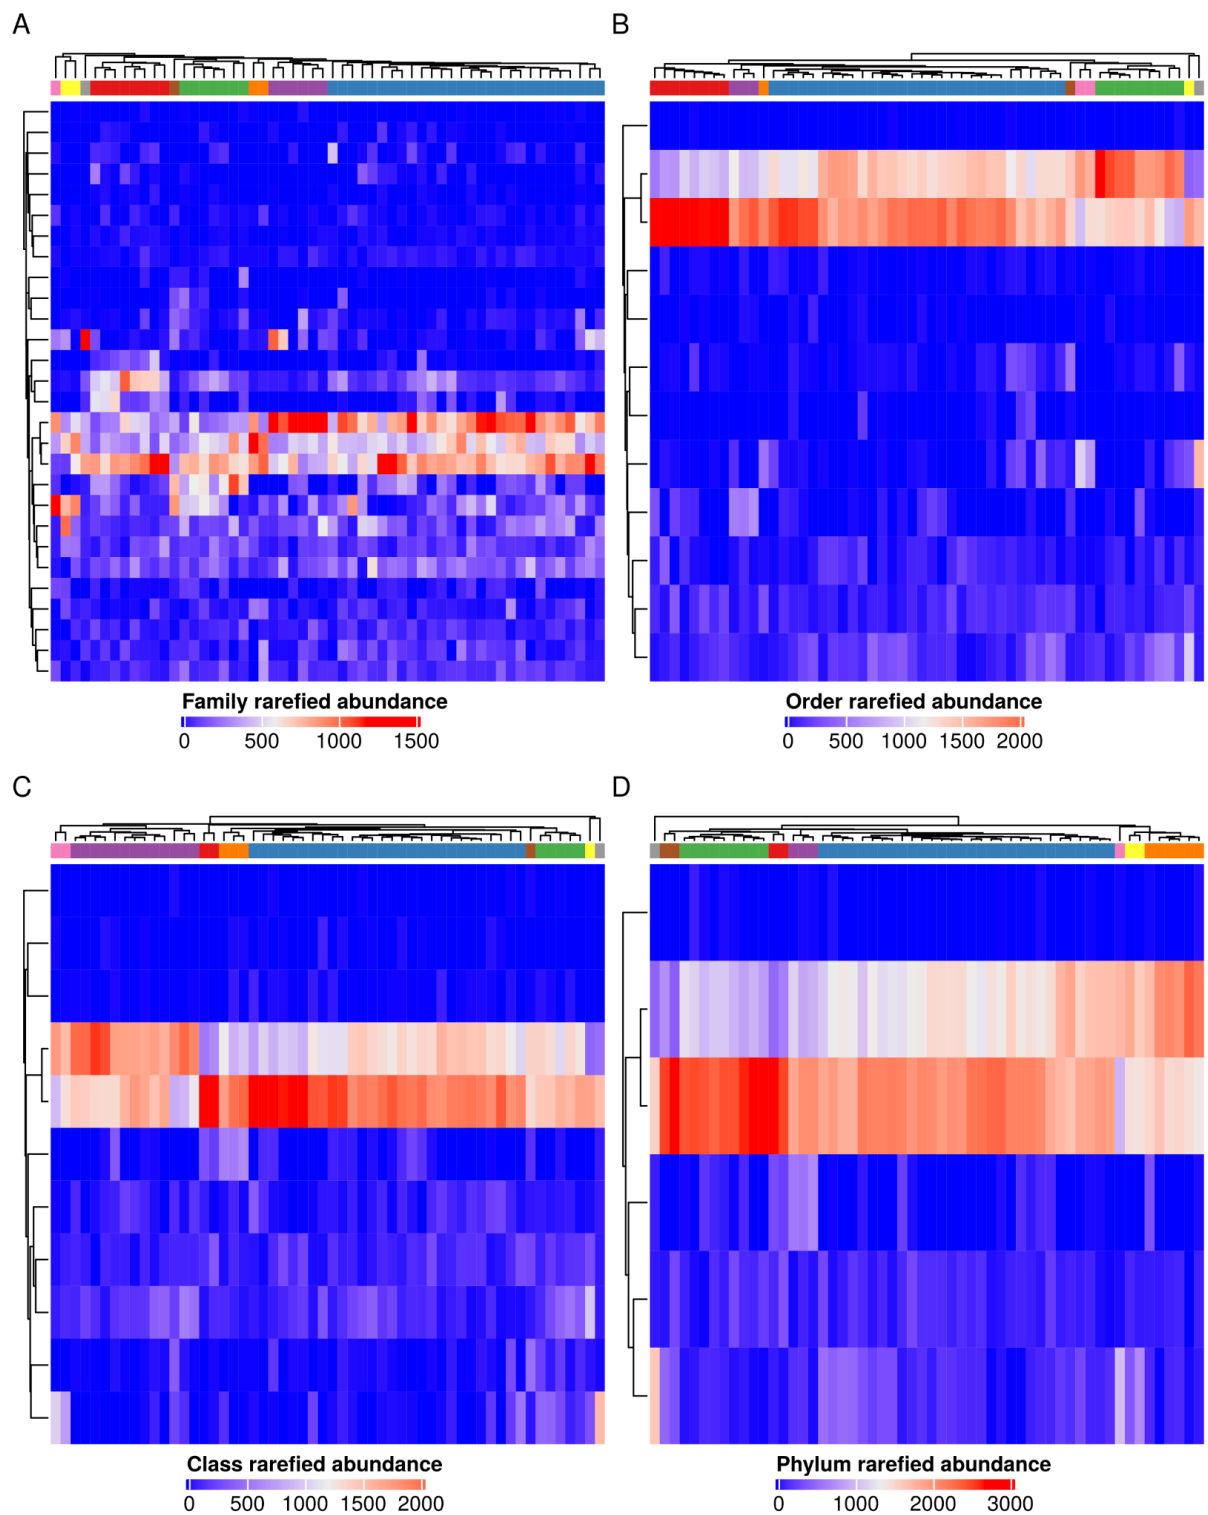 A
B
Family rarefied abundance
0 500 1000 1500
Order rarefied abundance
0 500 1000 1500 2000
C
D
Class rarefied abundance
0 500 1000 1500 2000
Phylum rarefied abundance
0 1000 2000 3000